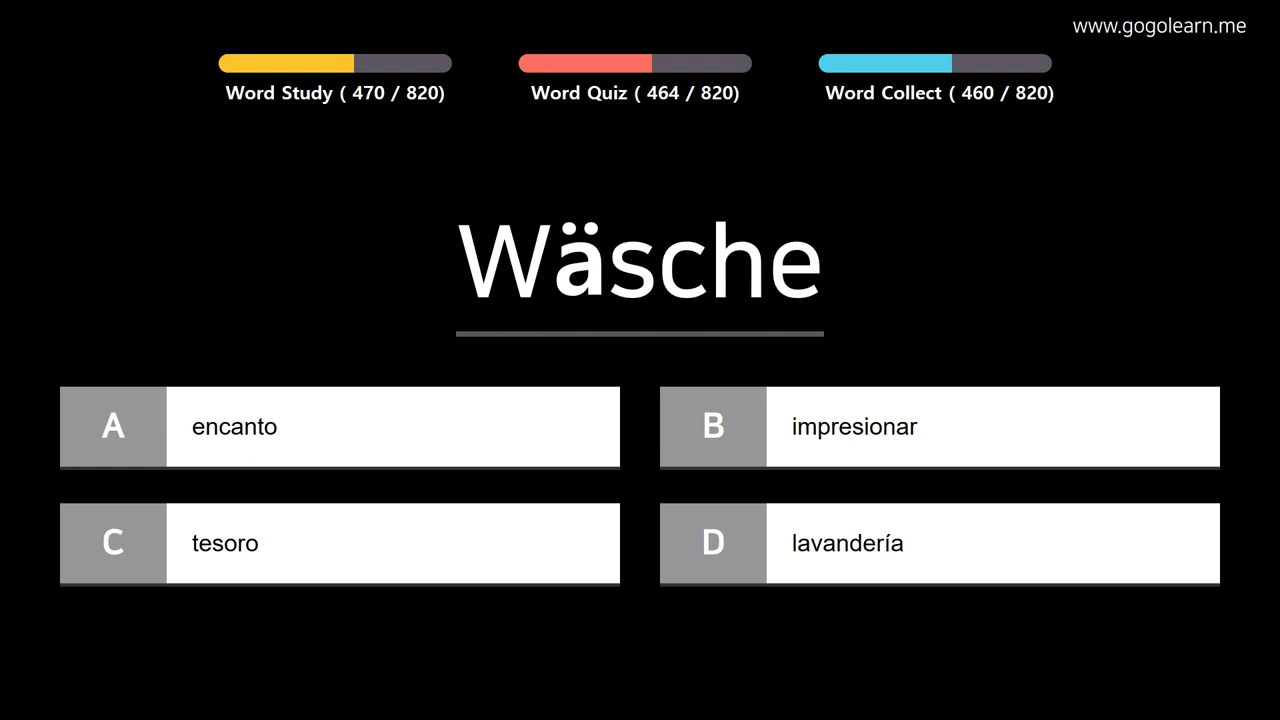 www.gogolearn.me
Word Study ( 470 / 820)
Word Quiz ( 464 / 820)
Word Collect ( 460 / 820)
Wäsche
A encanto
B impresionar
C tesoro
D lavandería